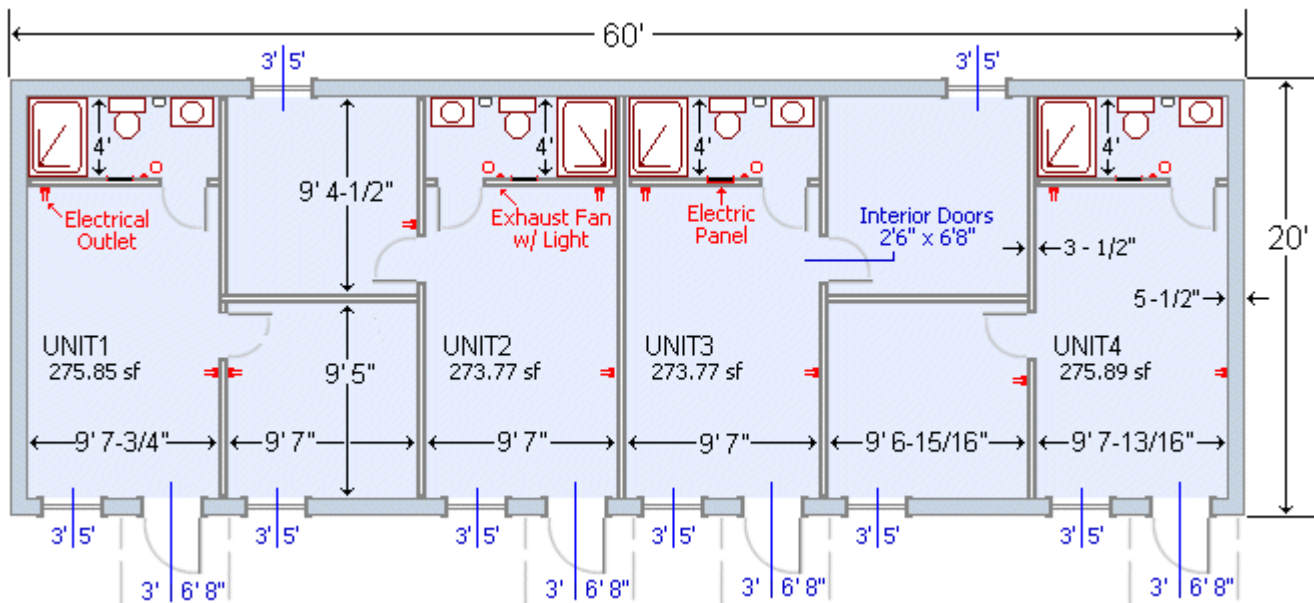 60'
3' 5'
3' 5'
4'
4'
4'
4'
9' 4-1/2"
Electrical
Outlet
Exhaust Fan
w/ Light
Electric
Panel
Interior Doors
2'6" x 6'8"
3 - 1/2"
20'
5 -1/2"
UNIT1
275.85 sf
9' 5"
UNIT2
273.77 sf
UNIT3
273.77 sf
UNIT4
275.89 sf
9' 7-3/4"
9' 7"
9' 7"
9' 7"
9' 6-15/16"
9' 7-13/16"
3' 5'
3' 5'
3' 5'
3' 5'
3' 5'
3' 5'
3' 6' 8"
3' 6' 8"
3' 6' 8"
3' 6' 8"